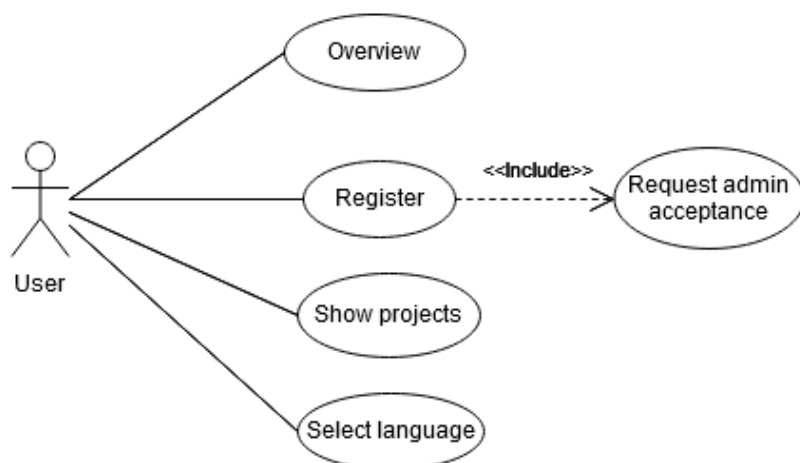 Overview
<<Include>>
Register
Request admin
acceptance
User
Show projects
Select language